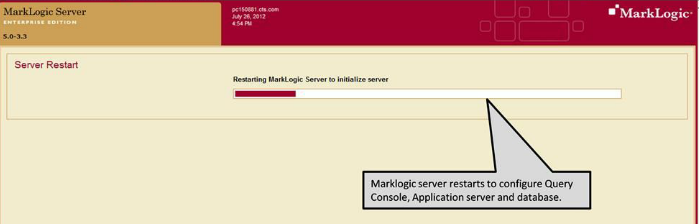 MarkLogic Server
ENTERPRISE EDITION
5.0-3.3
pc150881.cts.com
July 26, 2012
4:54 PM
MarkLogic
Server Restart
Restarting MarkLogic Server to initialize server
Marklogic server restarts to configure Query
Console, Application server and database.